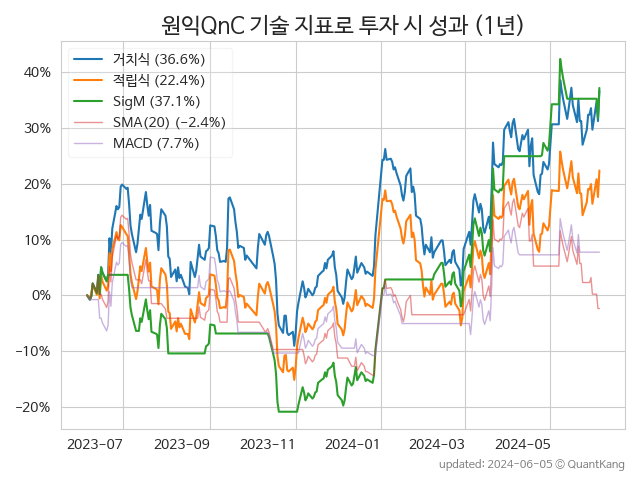 원익QnC 기술 지표로 투자 시 성과 (1년)
거치식 (36.6%)
적립식 (22.4%)
SigM (37.1%)
SMA(20) (−2.4%)
MACD (7.7%)
40%
30%
20%
10%
0%
−10%
−20%
2023-07 2023-09 2023-11 2024-01 2024-03 2024-05
updated: 2024-06-05 ⓒ QuantKang